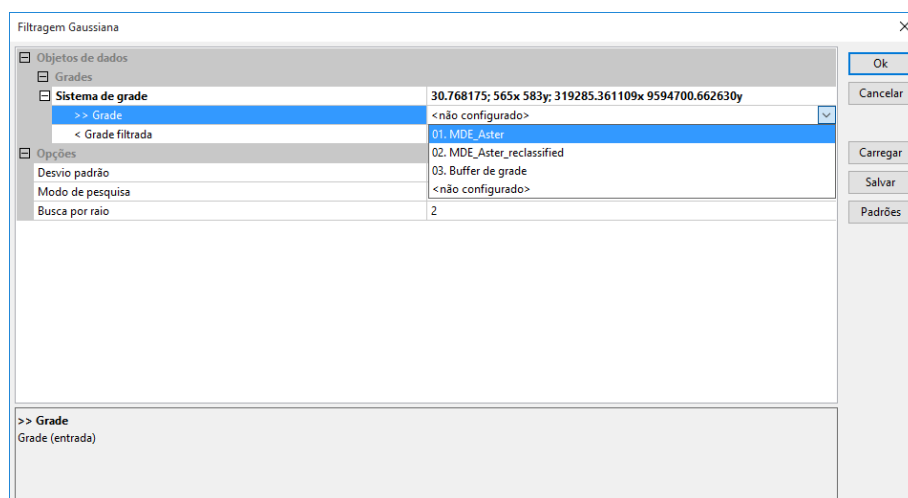 Filtragem Gaussiana
Objetos de dados
Grades
Sistema de grade 30.768175; 565x 583y; 319285.361109x 9594700.662630y
>> Grade <não configurado>
< Grade filtrada 01. MDE_Aster
Opções 02. MDE_Aster_reclassified
Desvio padrão 03. Buffer de grade
Modo de pesquisa <não configurado>
Busca por raio 2
Ok
Cancelar
Carregar
Salvar
Padrões
>> Grade
Grade (entrada)